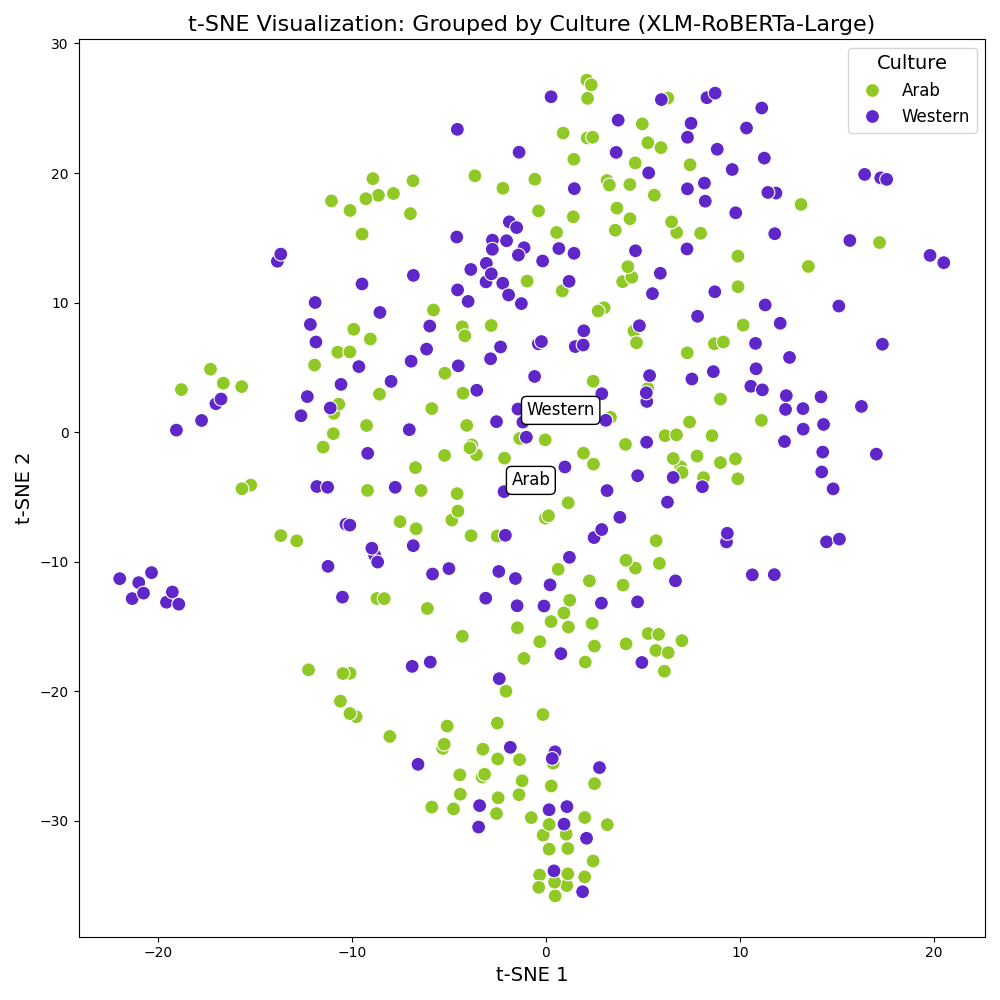 t-SNE Visualization: Grouped by Culture (XLM-RoBERTa-Large)
Culture
Arab
Western
30
20
10
0
−10
−20
−30
t-SNE 2
Western
Arab
−20
−10
0
10
20
t-SNE 1